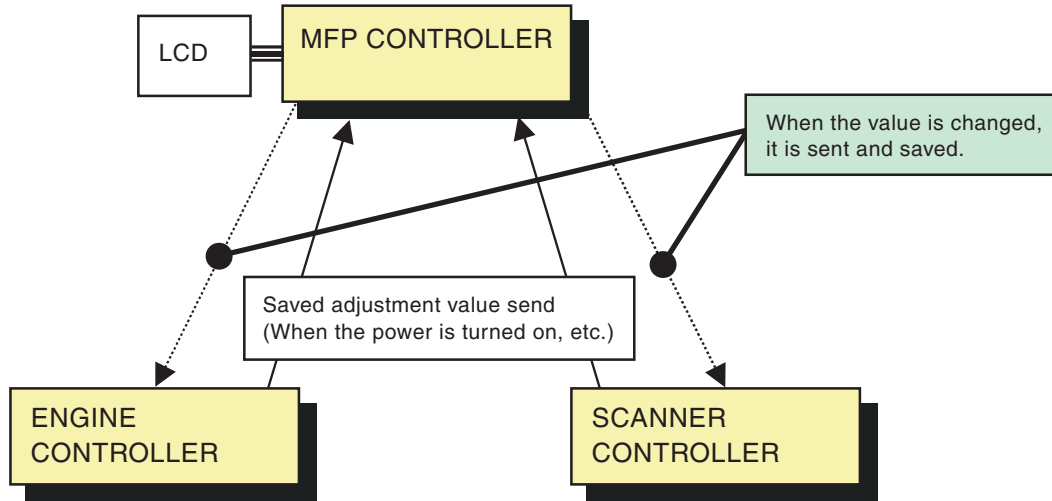 LCD
MFP CONTROLLER
When the value is changed,
it is sent and saved.
Saved adjustment value send
(When the power is turned on, etc.)
ENGINE
CONTROLLER
SCANNER
CONTROLLER